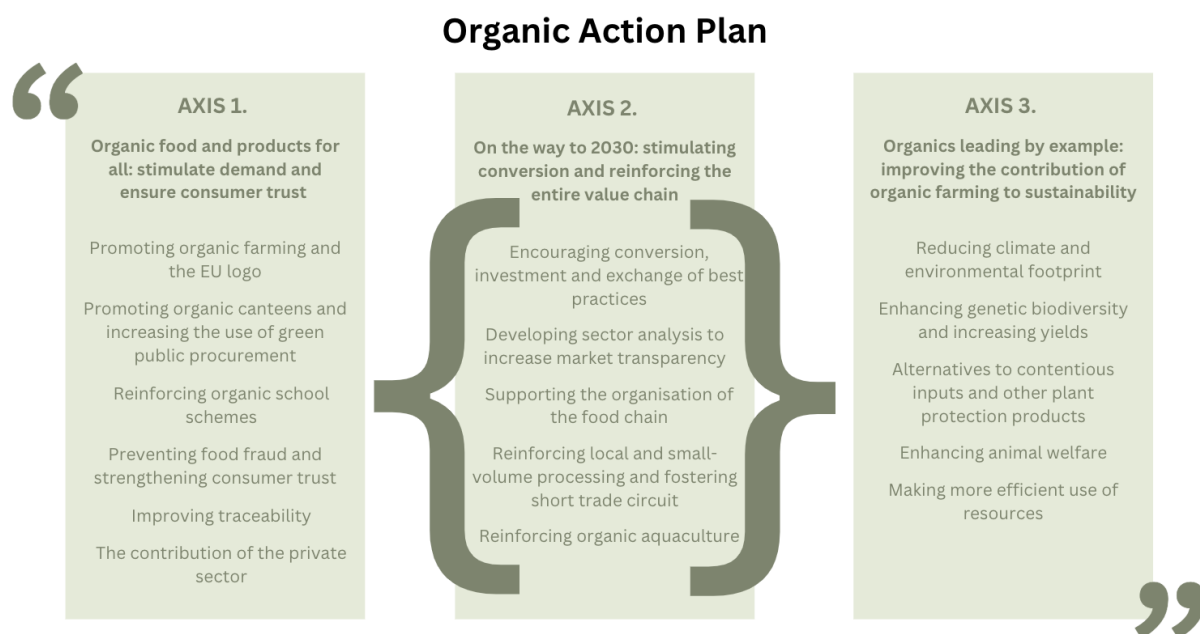 Organic Action Plan
AXIS 1.
Organic food and products for
all: stimulate demand and
ensure consumer trust
Promoting organic farming and
the EU logo
Promoting organic canteens and
increasing the use of green
public procurement
Reinforcing organic school
schemes
Preventing food fraud and
strengthening consumer trust
Improving traceability
The contribution of the private
sector
AXIS 2.
On the way to 2030: stimulating
conversion and reinforcing the
entire value chain
Encouraging conversion,
investment and exchange of best
practices
Developing sector analysis to
increase market transparency
Supporting the organisation of
the food chain
Reinforcing local and small-
volume processing and fostering
short trade circuit
Reinforcing organic aquaculture
AXIS 3.
Organics leading by example:
improving the contribution of
organic farming to sustainability
Reducing climate and
environmental footprint
Enhancing genetic biodiversity
and increasing yields
Alternatives to contentious
inputs and other plant
protection products
Enhancing animal welfare
Making more efficient use of
resources